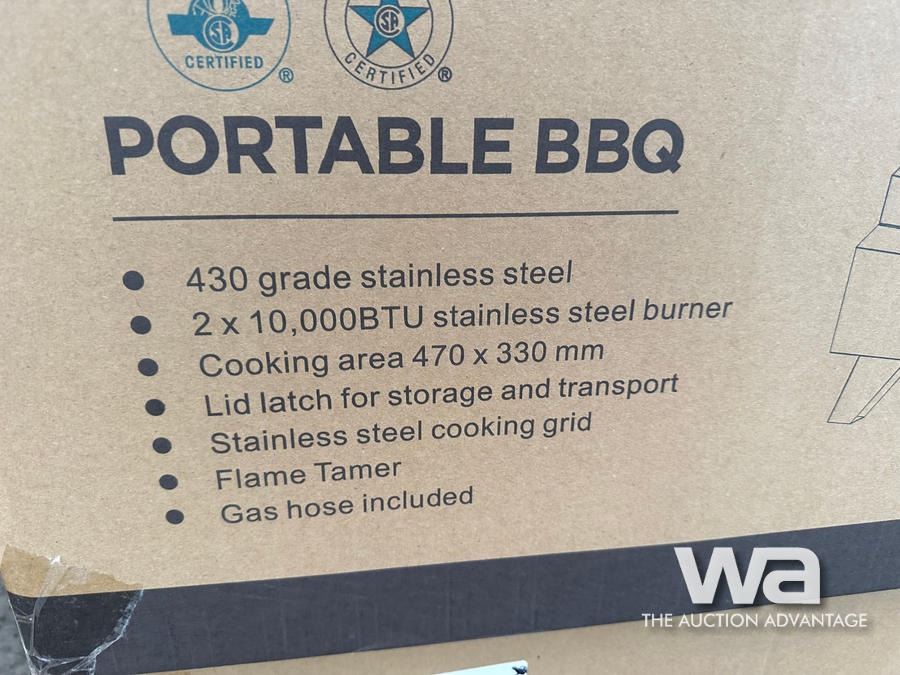 CERTIFIED ®
CERTIFIED ®
PORTABLE BBQ
● 430 grade stainless steel
● 2 x 10,000BTU stainless steel burner
● Cooking area 470 x 330 mm
● Lid latch for storage and transport
● Stainless steel cooking grid
● Flame Tamer
● Gas hose included
wa
THE AUCTION ADVANTAGE